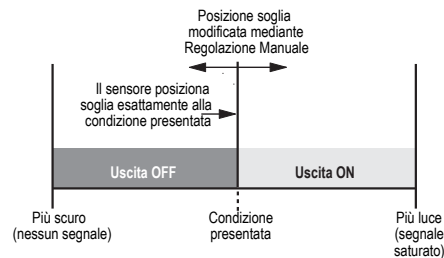 Posizione soglia
modificata mediante
Regolazione Manuale
Il sensore posiziona
soglia esattamente alla
condizione presentata
Uscita OFF
Uscita ON
Più scuro
(nessun segnale)
Condizione
presentata
Più luce
(segnale
saturato)